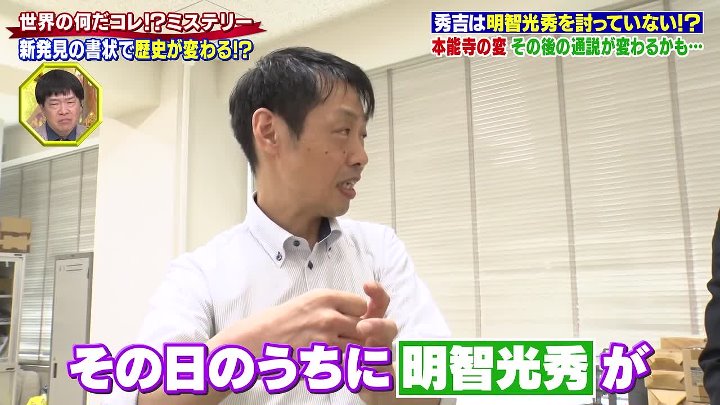 世界の何だコレ!?ミステリー
新発見の書状で歴史が変わる!?
秀吉は明智光秀を討っていない!?
本能寺の変 その後の通説が変わるかも…
その日のうちに明智光秀が